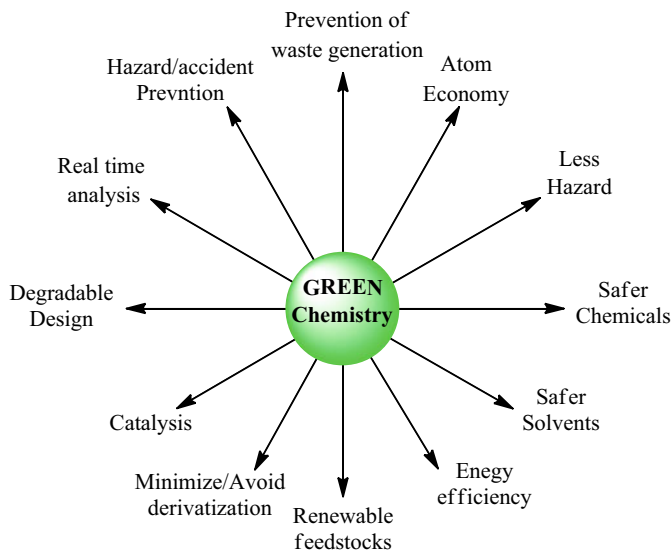 Prevention of
waste generation
Atom
Economy
Less
Hazard
Safer
Chemicals
Safer
Solvents
Enegy
efficiency
Renewable
feedstocks
Minimize/Avoid
derivatization
Catalysis
Degradable
Design
Real time
analysis
Hazard/accident
Prevntion
GREEN
Chemistry